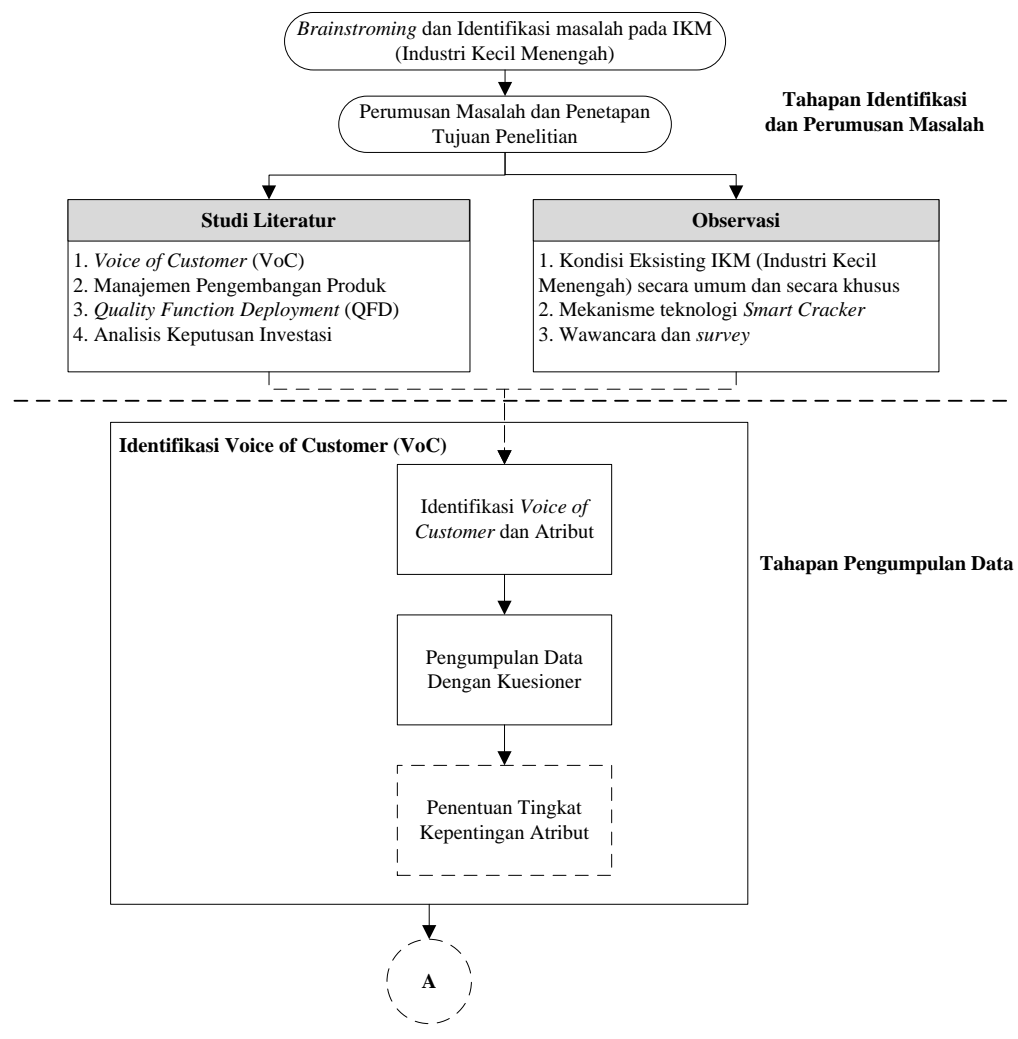 Brainstroming dan Identifikasi masalah pada IKM
(Industri Kecil Menengah)
Perumusan Masalah dan Penetapan
Tujuan Penelitian
Tahapan Identifikasi
dan Perumusan Masalah
Studi Literatur
1. Voice of Customer (VoC)
2. Manajemen Pengembangan Produk
3. Quality Function Deployment (QFD)
4. Analisis Keputusan Investasi
Observasi
1. Kondisi Eksisting IKM (Industri Kecil
Menengah) secara umum dan secara khusus
2. Mekanisme teknologi Smart Cracker
3. Wawancara dan survey
Identifikasi Voice of Customer (VoC)
Identifikasi Voice of
Customer dan Atribut
Tahapan Pengumpulan Data
Pengumpulan Data
Dengan Kuesioner
Penentuan Tingkat
Kepentingan Atribut
A